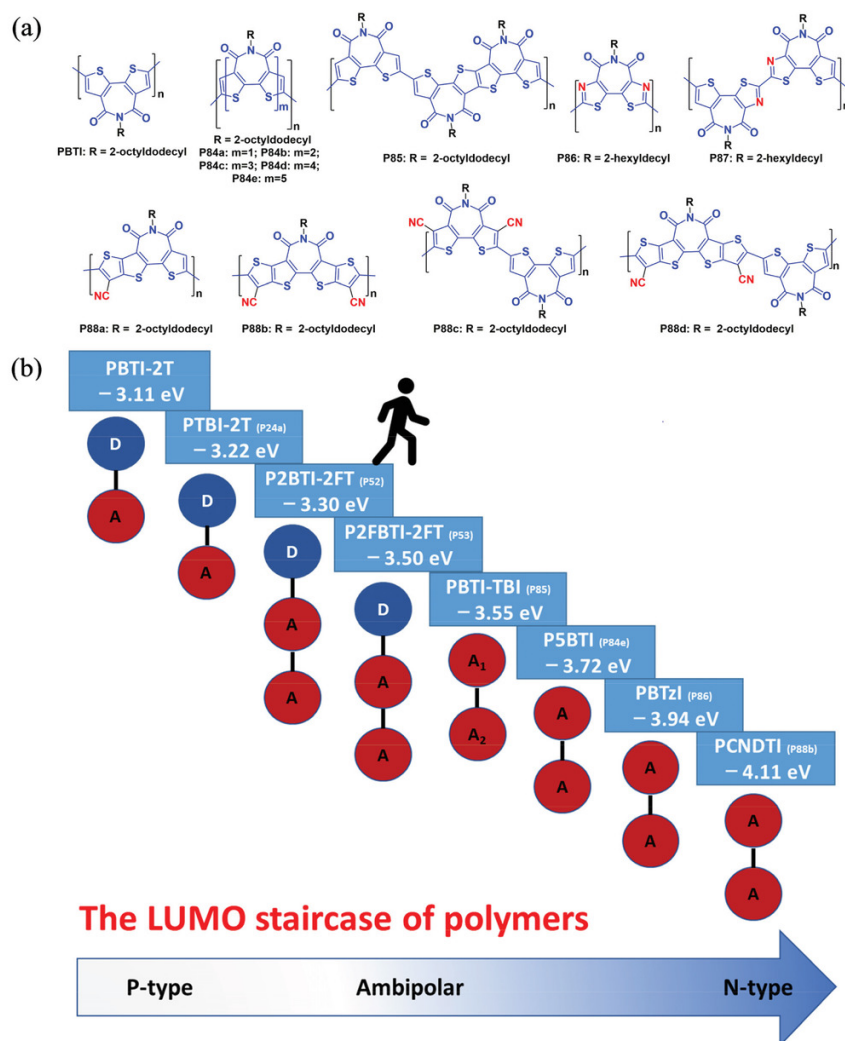 (a)
PBTI: R = 2-octyldodecyl
R = 2-octyldodecyl
P84a: m=1; P84b: m=2;
P84c: m=3; P84d: m=4;
P84e: m=5
P85: R = 2-octyldodecyl
P86: R = 2-hexyldecyl
P87: R = 2-hexyldecyl
P88a: R = 2-octyldodecyl
P88b: R = 2-octyldodecyl
P88c: R = 2-octyldodecyl
P88d: R = 2-octyldodecyl
(b)
PBTI-2T
– 3.11 eV
D
A
PTBI-2T (P24a)
– 3.22 eV
D
A
P2BTI-2FT (P52)
– 3.30 eV
D
A
A
P2FBTI-2FT (P53)
– 3.50 eV
D
A
A
PBTI-TBI (P85)
– 3.55 eV
A₁
A₂
P5BTI (P84e)
– 3.72 eV
A
A
PBTzI (P86)
– 3.94 eV
A
A
PCNDTI (P88b)
– 4.11 eV
A
A
The LUMO staircase of polymers
P-type Ambipolar N-type